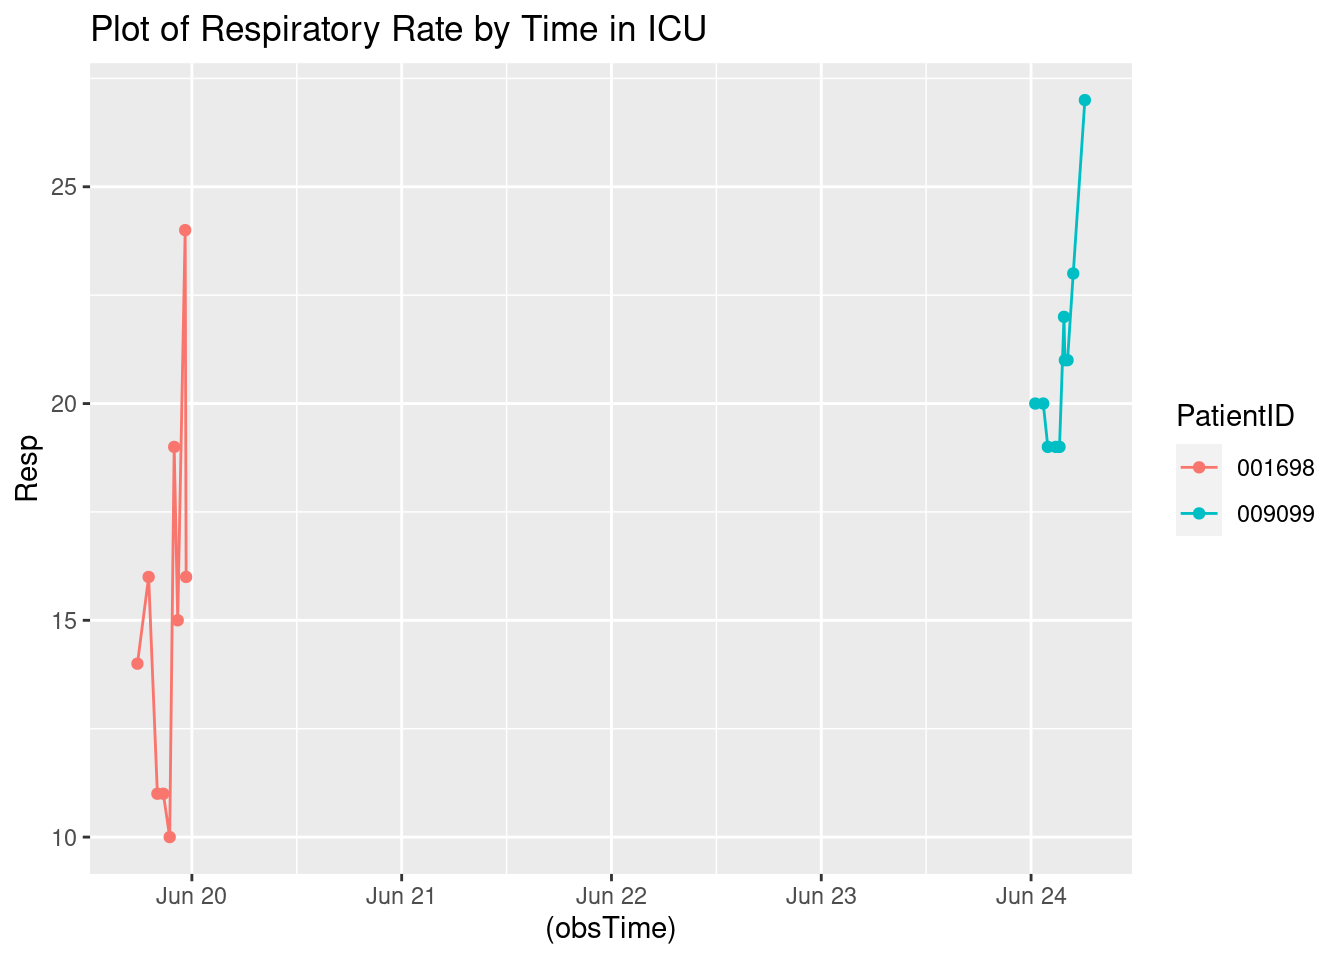 Plot of Respiratory Rate by Time in ICU
Resp
25
20
15
10
Jun 20 Jun 21 Jun 22 Jun 23 Jun 24
(obsTime)
PatientID
001698
009099